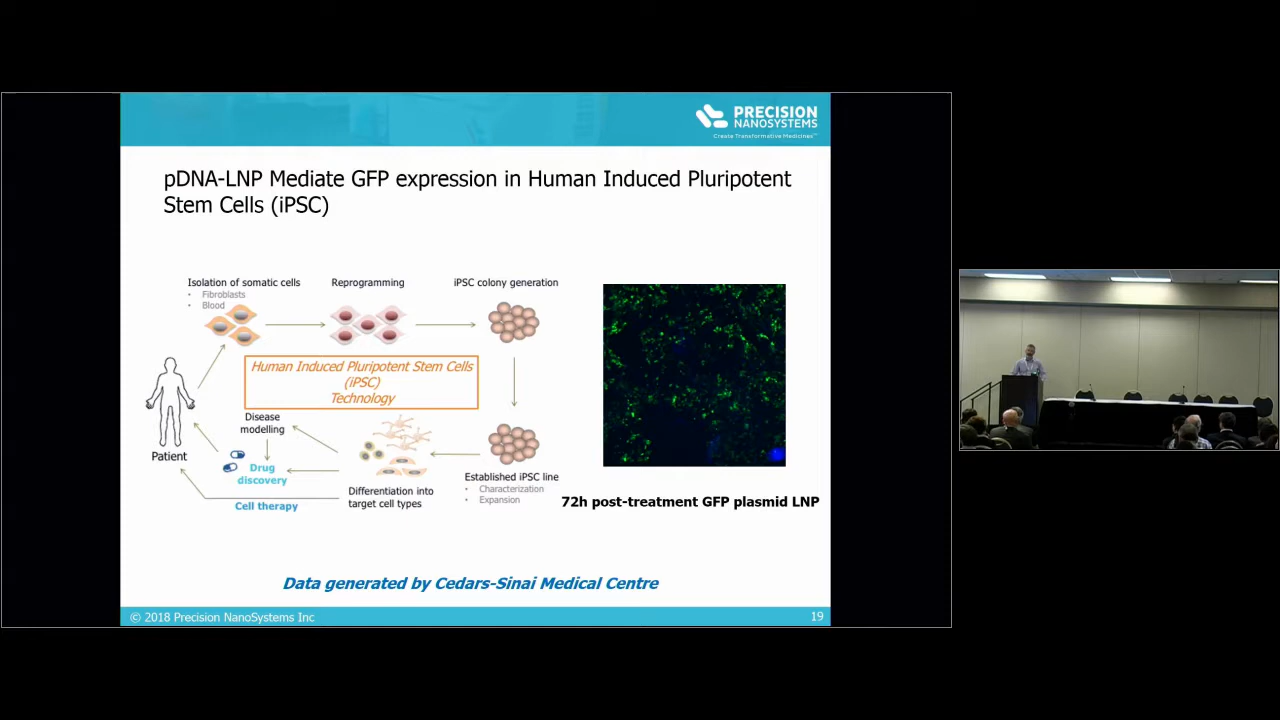 PRECISION
NANOSYSTEMS
Create Transformative Medicines™
pDNA-LNP Mediate GFP expression in Human Induced Pluripotent
Stem Cells (iPSC)
Isolation of somatic cells
• Fibroblasts
• Blood
Reprogramming
iPSC colony generation
Human Induced Pluripotent Stem Cells
(iPSC)
Technology
Disease
modelling
Patient
Drug
discovery
Cell therapy
Differentiation into
target cell types
Established iPSC line
• Characterization
• Expansion
72h post-treatment GFP plasmid LNP
Data generated by Cedars-Sinai Medical Centre
© 2018 Precision NanoSystems Inc
19